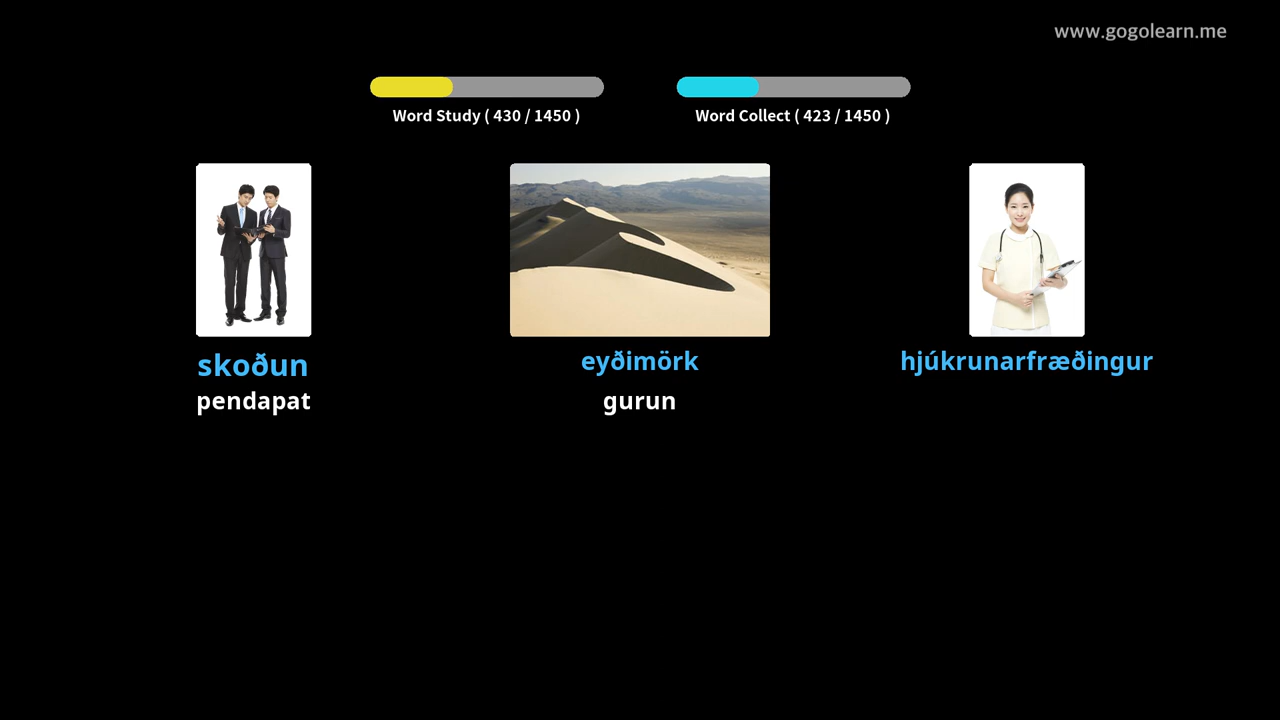 www.gogolearn.me
Word Study ( 430 / 1450 )
Word Collect ( 423 / 1450 )
skoðun
eyðimörk
hjúkrunarfræðingur
pendapat
gurun